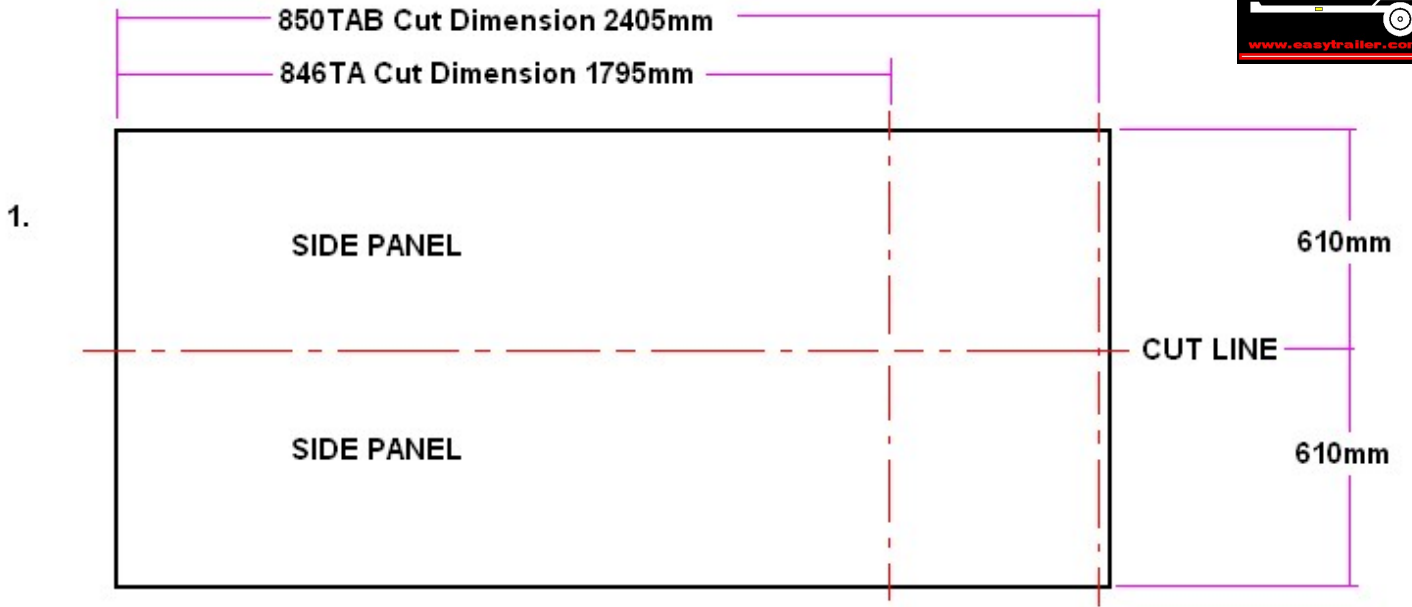 850TAB Cut Dimension 2405mm
846TA Cut Dimension 1795mm
www.easytrailer.co
1.
SIDE PANEL
610mm
CUT LINE
SIDE PANEL
610mm